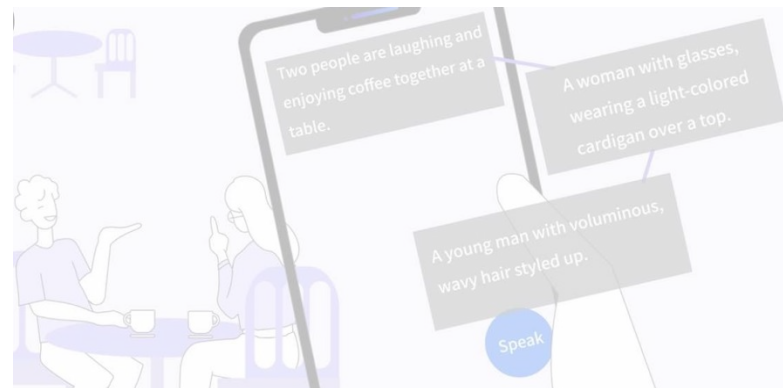 Two people are laughing and
enjoying coffee together at a
table.
A woman with glasses,
wearing a light-colored
cardigan over a top.
A young man with voluminous,
wavy hair styled up.
Speak